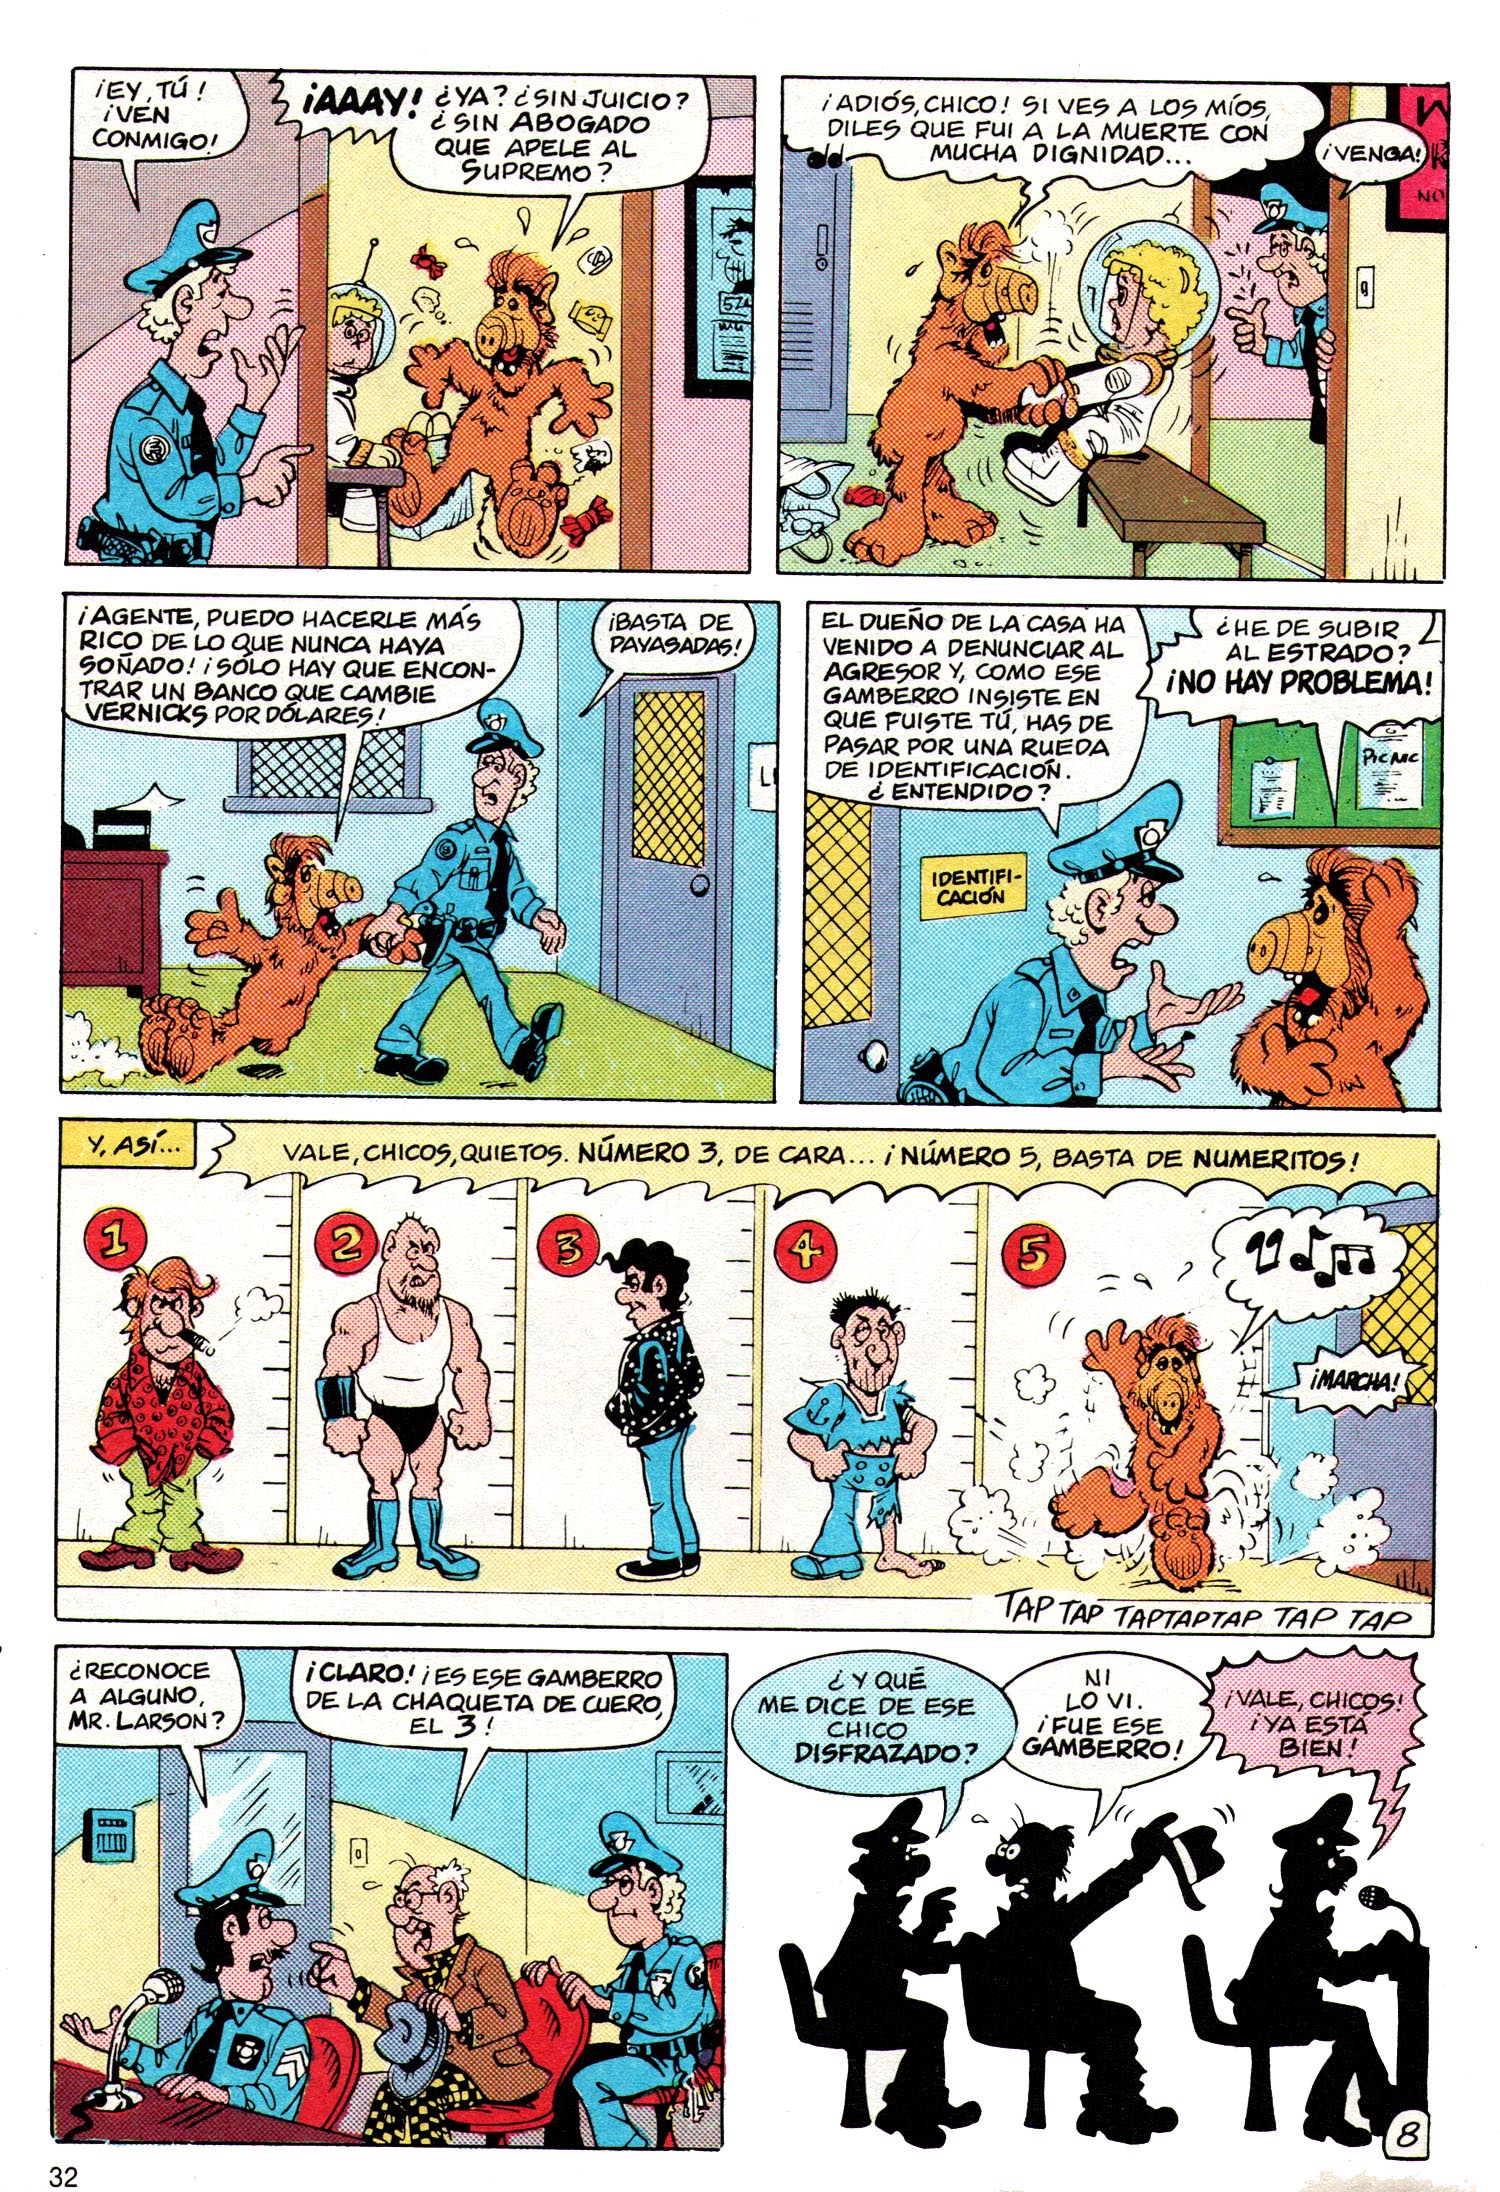 ¡EY, TÚ!
¡VEN
CONMIGO!
¡AAAY! ¿YA? ¿SIN JUICIO?
¿SIN ABOGADO
QUE APELE AL
SUPREMO?
¡ADIÓS, CHICO! SI VES A LOS MÍOS,
DILES QUE FUI A LA MUERTE CON
MUCHA DIGNIDAD...
¡VENGA!
NO
¡AGENTE, PUEDO HACERLE MÁS
RICO DE LO QUE NUNCA HAYA
SOÑADO! ¡SÓLO HAY QUE ENCON-
TRAR UN BANCO QUE CAMBIE
VERNICKS POR DÓLARES!
¡BASTA DE
PAYASADAS!
EL DUEÑO DE LA CASA HA
VENIDO A DENUNCIAR AL
AGRESOR Y, COMO ESE
GAMBERRO INSISTE EN
QUE FUISTE TÚ, HAS DE
PASAR POR UNA RUEDA
DE IDENTIFICACIÓN.
¿ENTENDIDO?
¿HE DE SUBIR
AL ESTRADO?
¡NO HAY PROBLEMA!
PICNIC
IDENTIFI-
CACIÓN
Y, ASÍ...
VALE, CHICOS, QUIETOS. NÚMERO 3, DE CARA... ¡NÚMERO 5, BASTA DE NUMERITOS!
1
2
3
4
5
¡MARCHA!
TAP TAP TAPTAPTAP TAP TAP
¿RECONOCE
A ALGUNO,
MR. LARSON?
¡CLARO! ¡ES ESE GAMBERRO
DE LA CHAQUETA DE CUERO,
EL 3!
¿Y QUÉ
ME DICE DE ESE
CHICO
DISFRAZADO?
NI
LO VI.
¡FUE ESE
GAMBERRO!
¡VALE, CHICOS!
¡YA ESTÁ
BIEN!
8
32